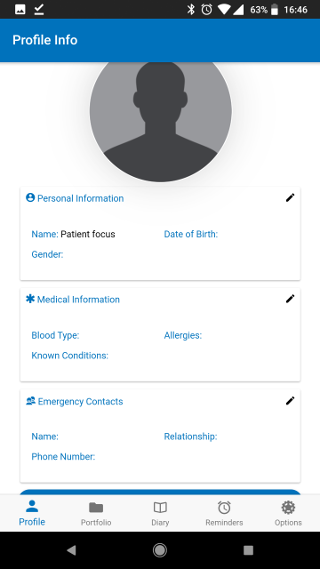 63% 16:46
Profile Info
Personal Information
Name: Patient focus Date of Birth:
Gender:
Medical Information
Blood Type: Allergies:
Known Conditions:
Emergency Contacts
Name: Relationship:
Phone Number:
Profile Portfolio Diary Reminders Options